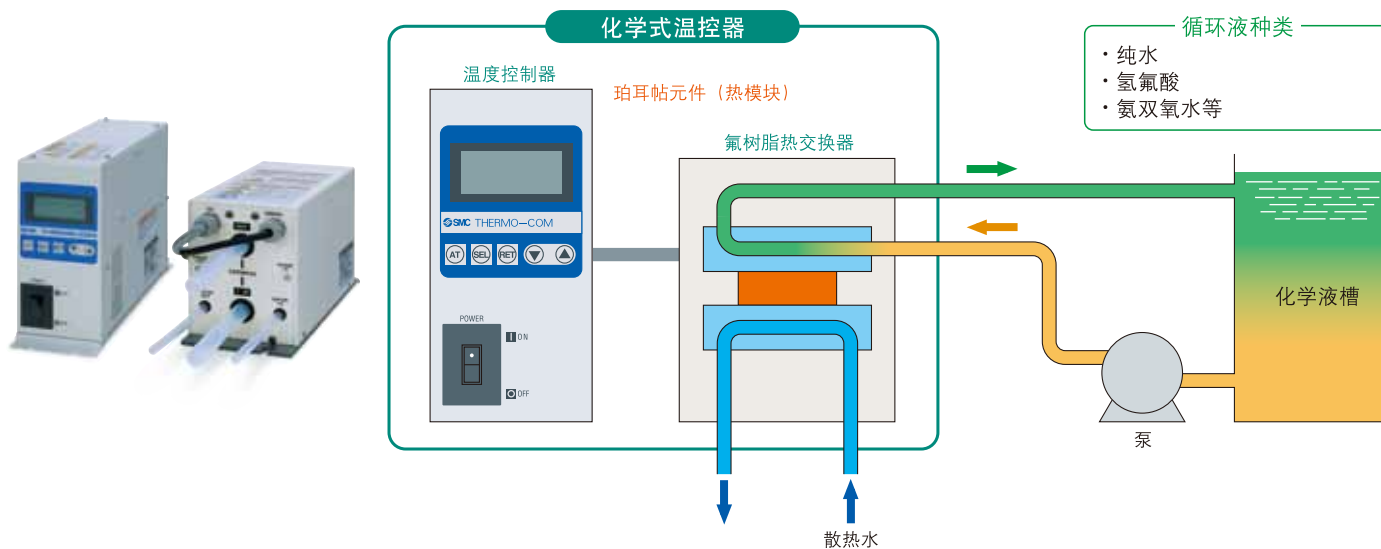 化学式温控器
循环液种类
・纯水
・氢氟酸
・氨双氧水等
温度控制器
珀耳帖元件（热模块）
氟树脂热交换器
SMC THERMO-COM
AT SEL RET
POWER
ON
OFF
化学液槽
泵
散热水